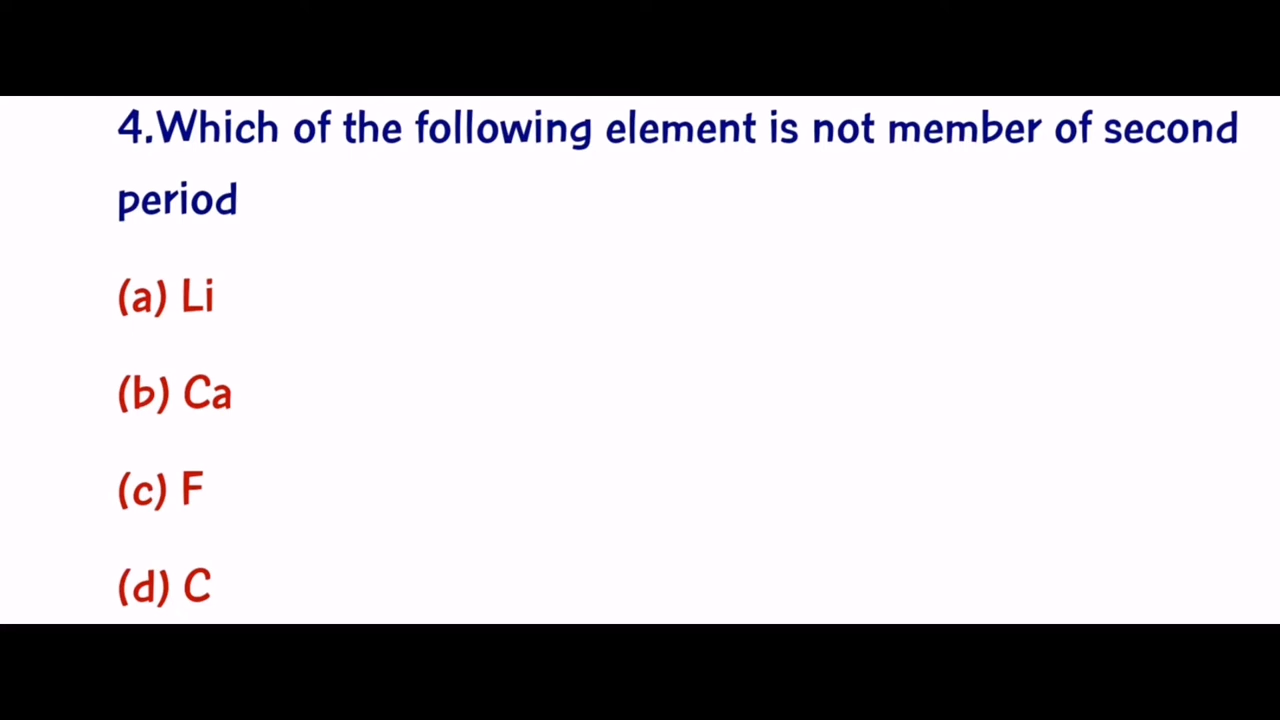 4.Which of the following element is not member of second
period
(a) Li
(b) Ca
(c) F
(d) C